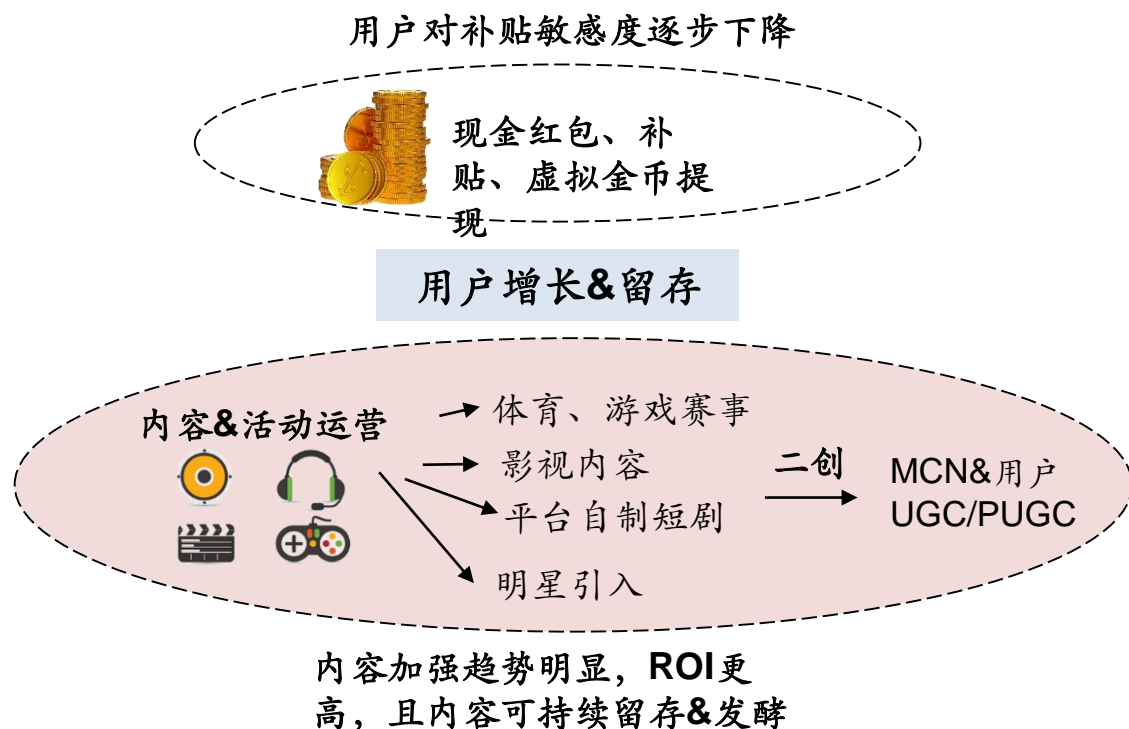 用户对补贴敏感度逐步下降
现金红包、补
贴、虚拟金币提
现
用户增长&留存
内容&活动运营
体育、游戏赛事
影视内容
平台自制短剧
明星引入
二创
MCN&用户
UGC/PUGC
内容加强趋势明显，ROI更
高，且内容可持续留存&发酵